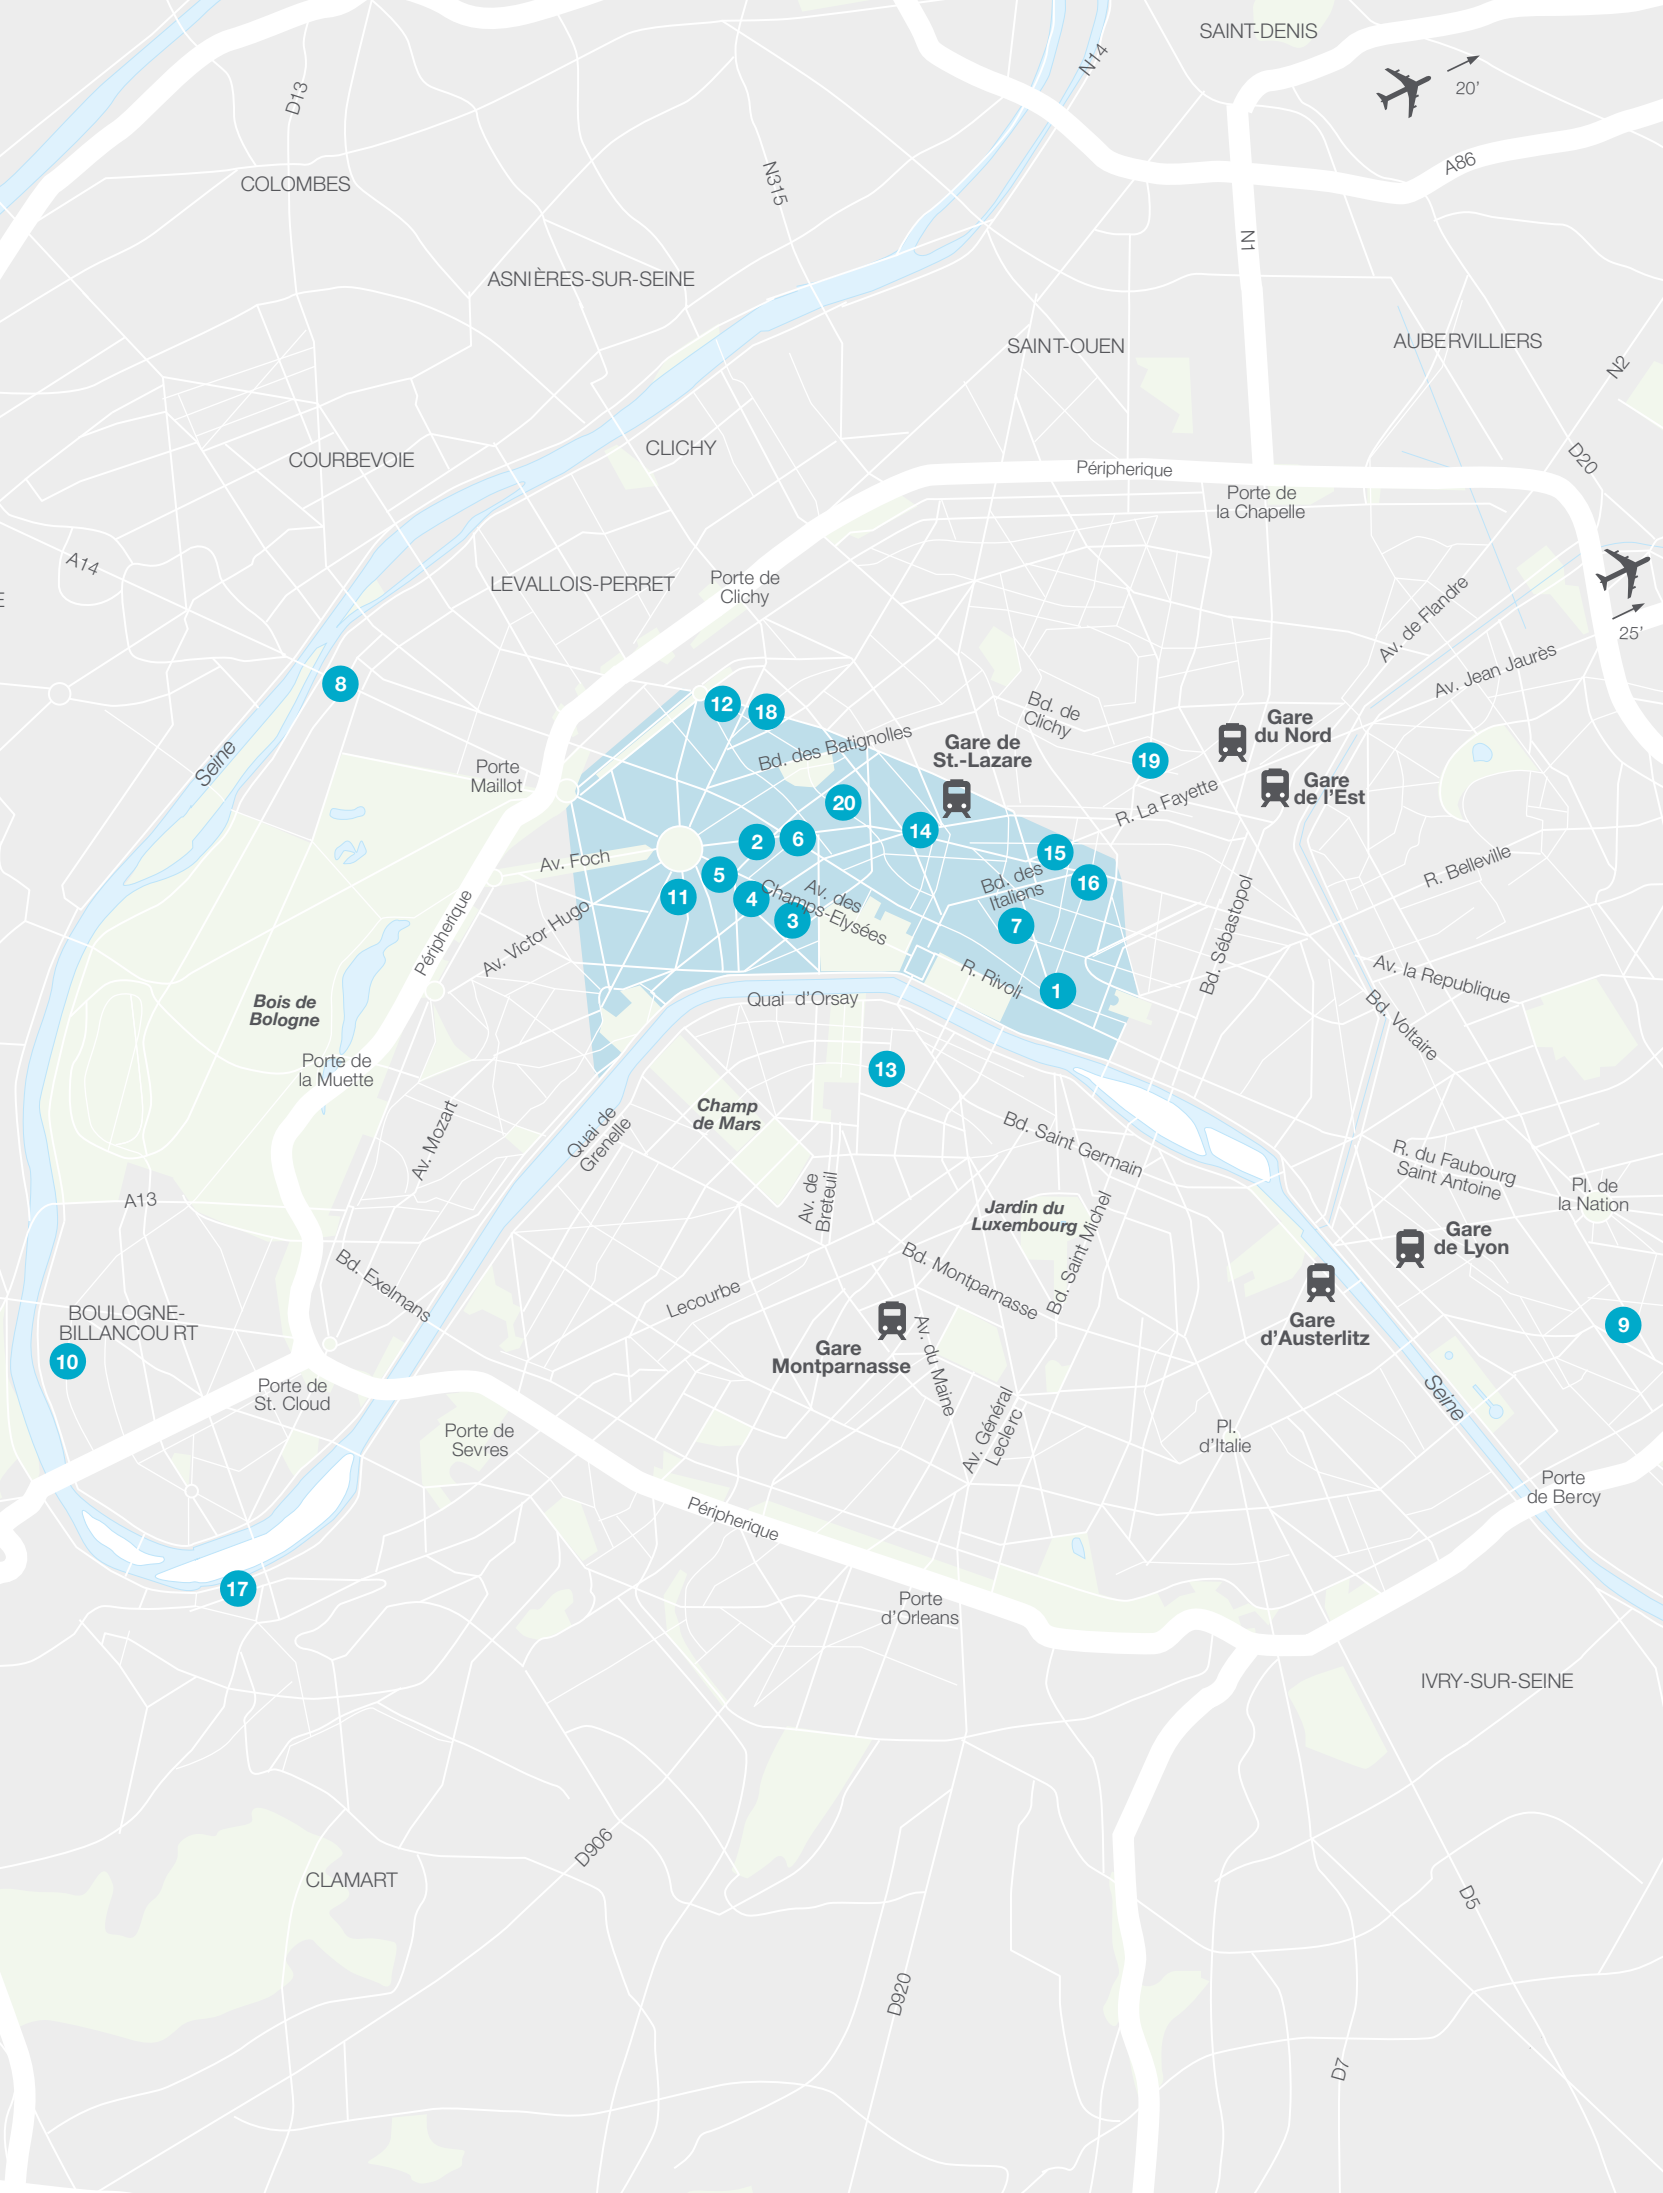 SAINT-DENIS
20’
N14
D13
A86
COLOMBES
N315
N1
ASNIÈRES-SUR-SEINE
SAINT-OUEN
AUBERVILLIERS
N2
CLICHY
COURBEVOIE
D20
Péripherique
Porte de
la Chapelle
A14
LEVALLOIS-PERRET
Porte de
Clichy
E
Av. de Flandre
25’
Av. Jean Jaurès
8
12
18
Bd. de
Clichy
Gare
du Nord
Bd. des Batignolles
Gare de
St.-Lazare
19
Seine
Porte
Maillot
Gare
de l’Est
R. La Fayette
20
14
2
6
15
Av. Foch
R. Belleville
5
Bd. des
Italiens
16
11
4
Av. des
Champs-Elysées
3
7
Av. Victor Hugo
Péripherique
Bd. Sébastopol
R. Rivoli
1
Av. la Republique
Quai d’Orsay
Bois de
Bologne
Bd. Voltaire
Porte de
la Muette
13
Champ
de Mars
Av. Mozart
Quai de
Grenelle
Bd. Saint Germain
R. du Faubourg
Saint Antoine
A13
Av. de
Breteuil
Pl. de
la Nation
Jardin du
Luxembourg
Bd. Saint Michel
Gare
de Lyon
Bd. Exelmans
Bd. Montparnasse
Lecourbe
BOULOGNE-
BILLANCOURT
10
Gare
d’Austerlitz
9
Gare
Montparnasse
Av. du Maine
Porte de
St. Cloud
Seine
Av. Général
Leclerc
Porte de
Sevres
Pl.
d’Italie
Porte
de Bercy
Péripherique
17
Porte
d’Orleans
IVRY-SUR-SEINE
D906
CLAMART
D5
D920
D7